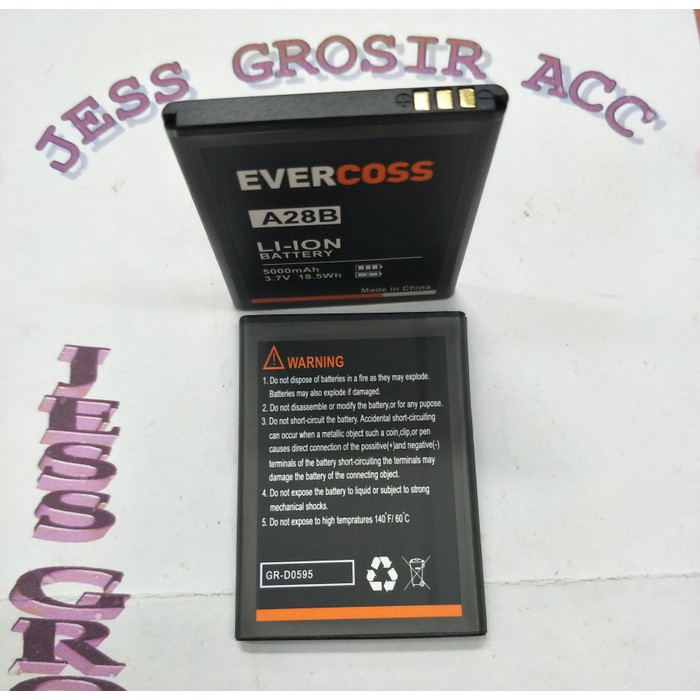 JESS GROSIR ACC
EVERCOSS
A28B
LI-ION
BATTERY
5000mAh
3.7V 18.5Wh
Made in China
JESS GRO
WARNING
1. Do not dispose of batteries in a fire as they may explode.
Batteries may also explode if damaged.
2. Do not disassemble or modify the battery,or for any pupose.
3. Do not short-circuit the battery. Accidental short-circuiting
can occur when a metallic object such a coin,clip,or pen
causes direct connection of the possitive(+)and negative(-)
terminals of the battery short-circuiting the terminals may
damage the battery of the connecting object.
4. Do not expose the battery to liquid or subject to strong
mechanical shocks.
5. Do not expose to high tempratures 140°F/ 60°C
GR-D0595